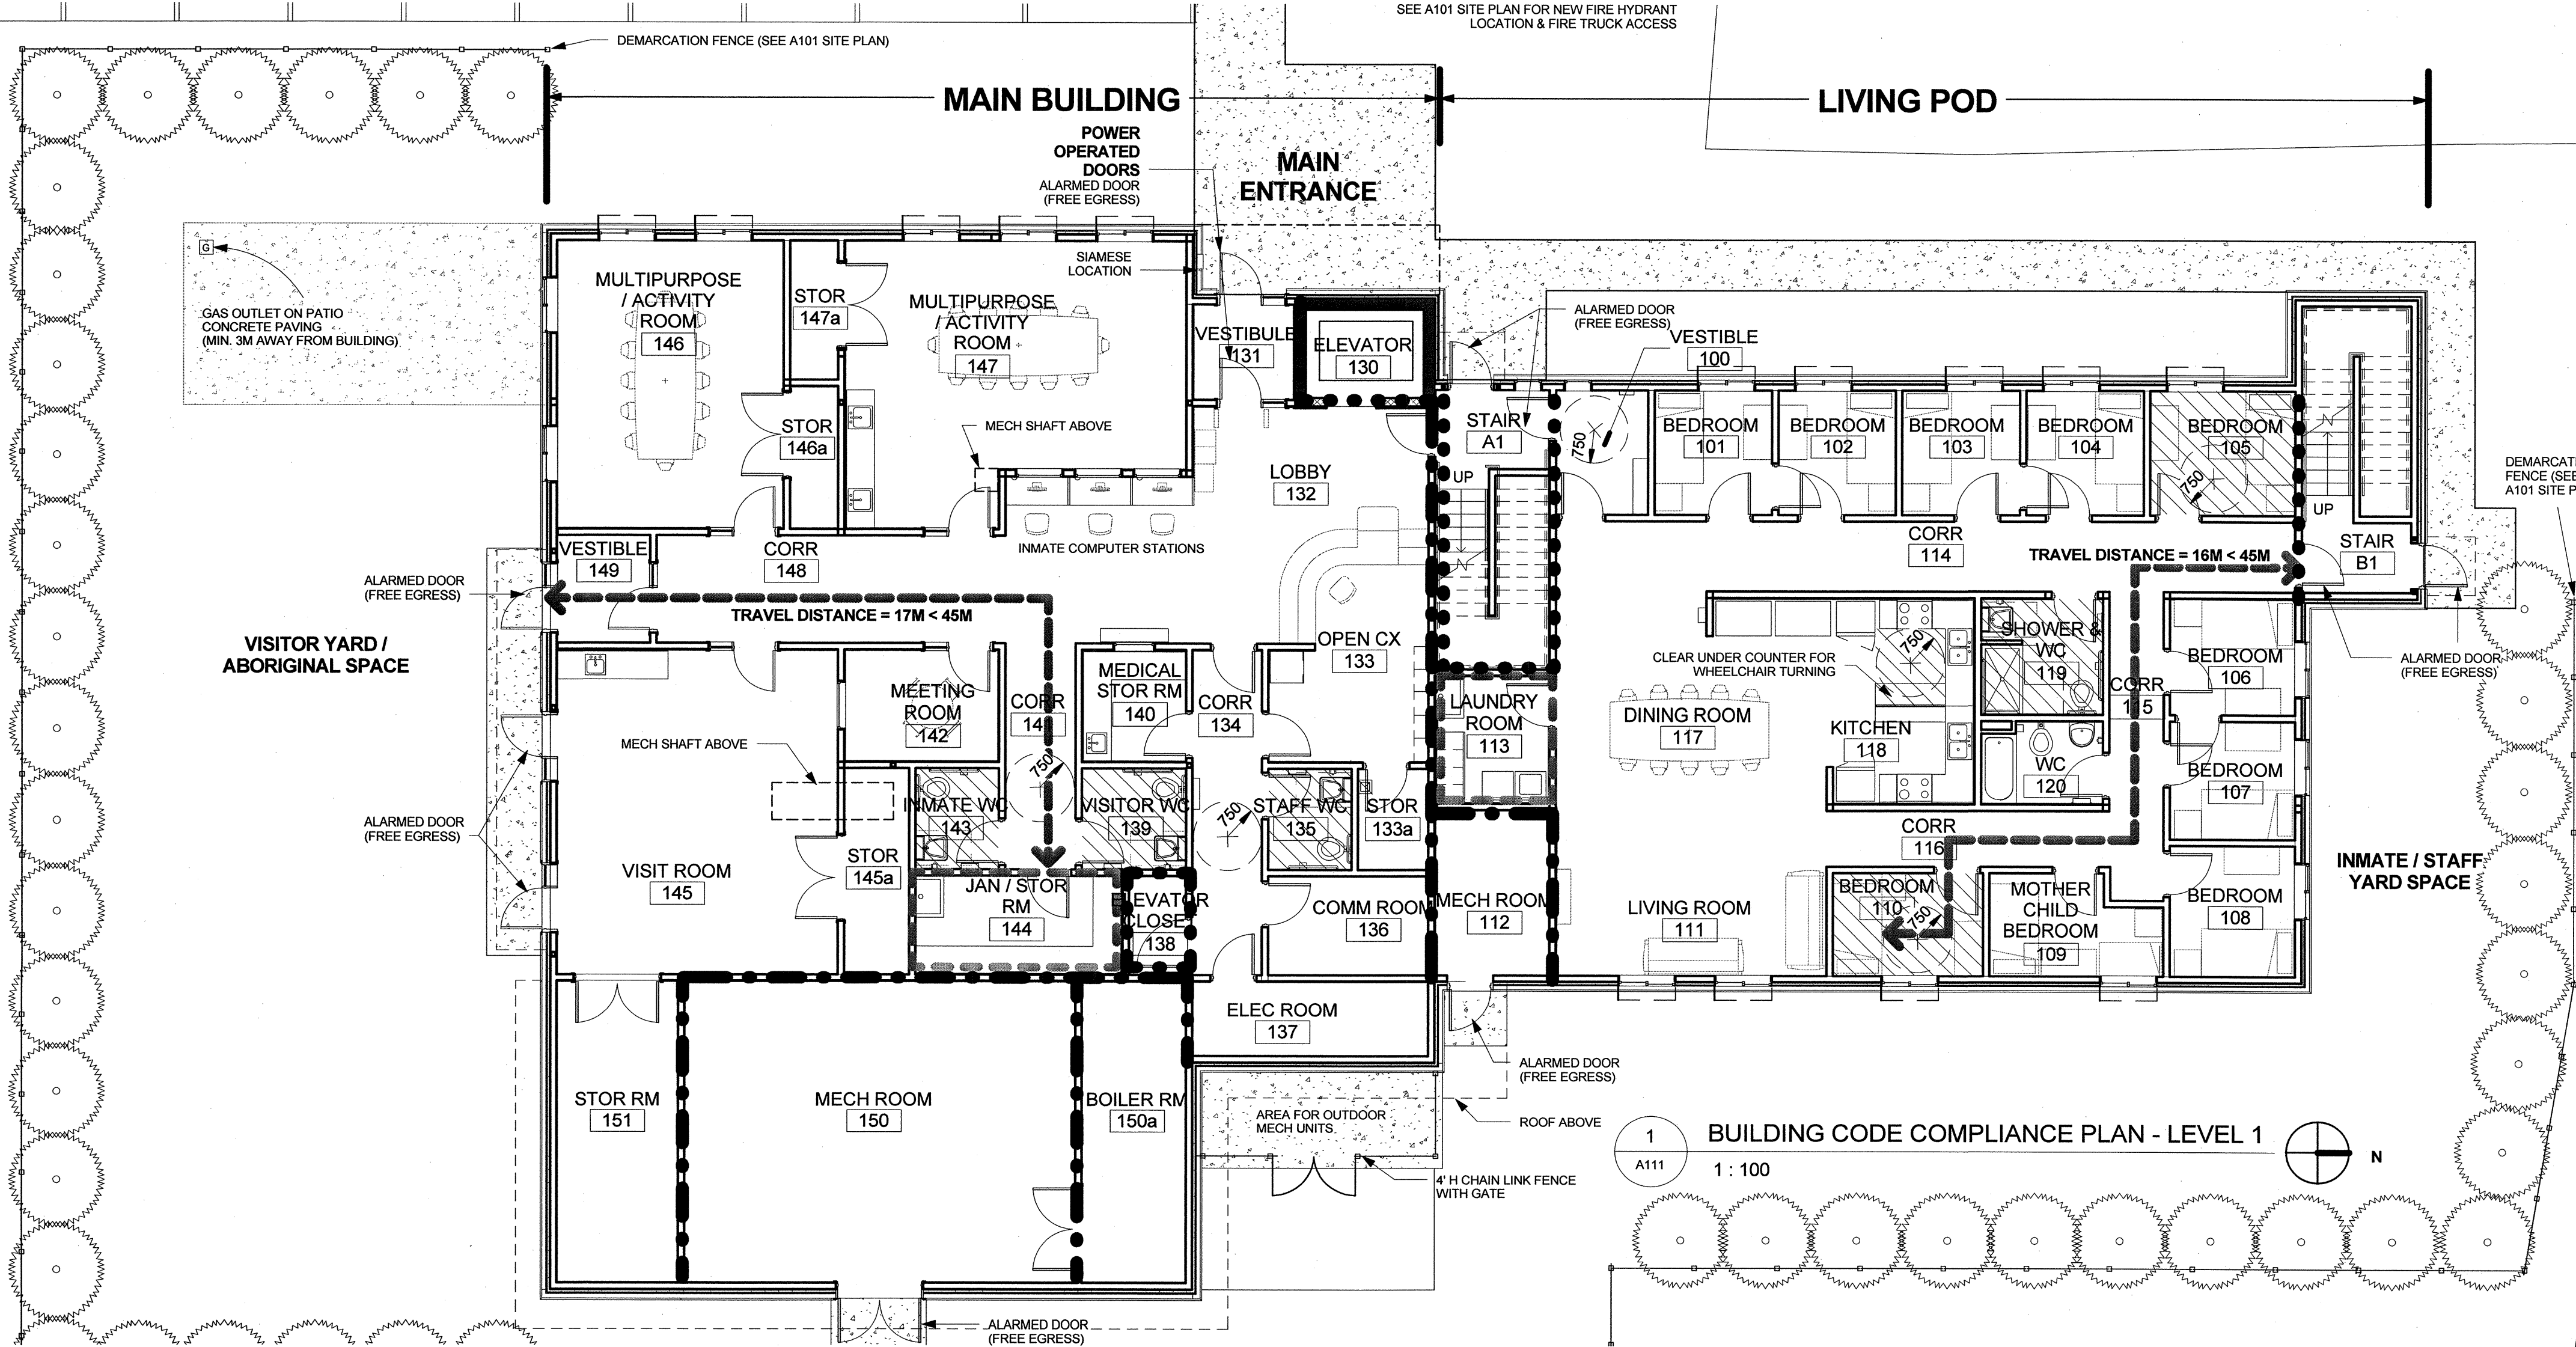 SEE A101 SITE PLAN FOR NEW FIRE HYDRANT
LOCATION & FIRE TRUCK ACCESS
DEMARCATION FENCE (SEE A101 SITE PLAN)
MAIN BUILDING
LIVING POD
POWER
OPERATED
DOORS
ALARMED DOOR
(FREE EGRESS)
MAIN
ENTRANCE
SIAMESE
LOCATION
G
GAS OUTLET ON PATIO
CONCRETE PAVING
(MIN. 3M AWAY FROM BUILDING)
MULTIPURPOSE
/ ACTIVITY
ROOM
146
STOR
147a
MULTIPURPOSE
/ ACTIVITY
ROOM
147
VESTIBULE
131
ELEVATOR
130
ALARMED DOOR
(FREE EGRESS)
VESTIBLE
100
STOR
146a
MECH SHAFT ABOVE
STAIR
A1
UP
750
BEDROOM
101
BEDROOM
102
BEDROOM
103
BEDROOM
104
BEDROOM
105
750
UP
DEMARCATI
FENCE (SEE
A101 SITE P
LOBBY
132
INMATE COMPUTER STATIONS
VESTIBLE
149
CORR
148
CORR
114
TRAVEL DISTANCE = 16M < 45M
STAIR
B1
ALARMED DOOR
(FREE EGRESS)
TRAVEL DISTANCE = 17M < 45M
VISITOR YARD /
ABORIGINAL SPACE
OPEN CX
133
CLEAR UNDER COUNTER FOR
WHEELCHAIR TURNING
750
SHOWER &
WC
119
BEDROOM
106
ALARMED DOOR
(FREE EGRESS)
MEETING
ROOM
142
CORR
141
MEDICAL
STOR RM
140
CORR
134
LAUNDRY
ROOM
113
DINING ROOM
117
KITCHEN
118
CORR
115
MECH SHAFT ABOVE
750
WC
120
BEDROOM
107
INMATE WC
143
VISITOR WC
139
750
STAFF WC
135
STOR
133a
ALARMED DOOR
(FREE EGRESS)
CORR
116
VISIT ROOM
145
STOR
145a
JAN / STOR
RM
144
138
COMM ROOM
136
MECH ROOM
112
LIVING ROOM
111
BEDROOM
110
750
MOTHER
CHILD
BEDROOM
109
BEDROOM
108
INMATE / STAFF
YARD SPACE
ELEC ROOM
137
ALARMED DOOR
(FREE EGRESS)
STOR RM
151
MECH ROOM
150
BOILER RM
150a
AREA FOR OUTDOOR
MECH UNITS
ROOF ABOVE
4' H CHAIN LINK FENCE
WITH GATE
1
A111
BUILDING CODE COMPLIANCE PLAN - LEVEL 1
1 : 100
N
ALARMED DOOR
(FREE EGRESS)